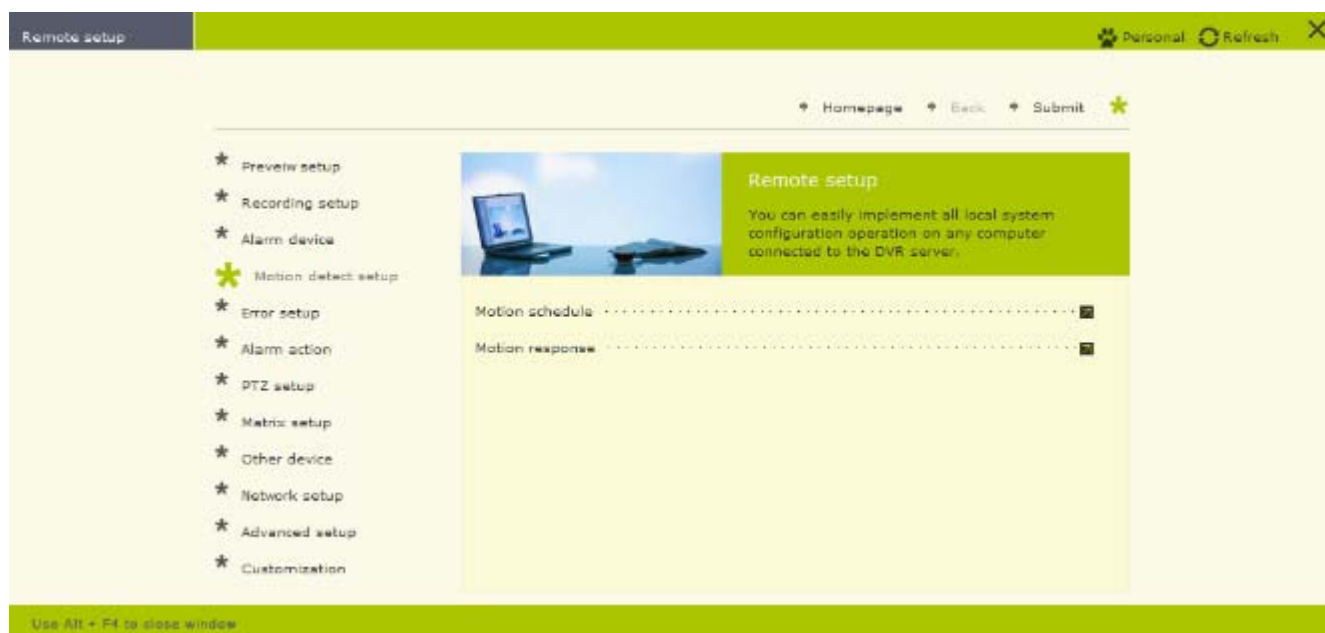 Remote setup
Personal Refresh
Homepage Back Submit
Preveiw setup
Recording setup
Alarm device
Motion detect setup
Error setup
Alarm action
PTZ setup
Matrix setup
Other device
Network setup
Advanced setup
Customization
Remote setup
You can easily implement all local system
configuration operation on any computer
connected to the DVR server.
Motion schedule
Motion response
Use Alt + F4 to close window